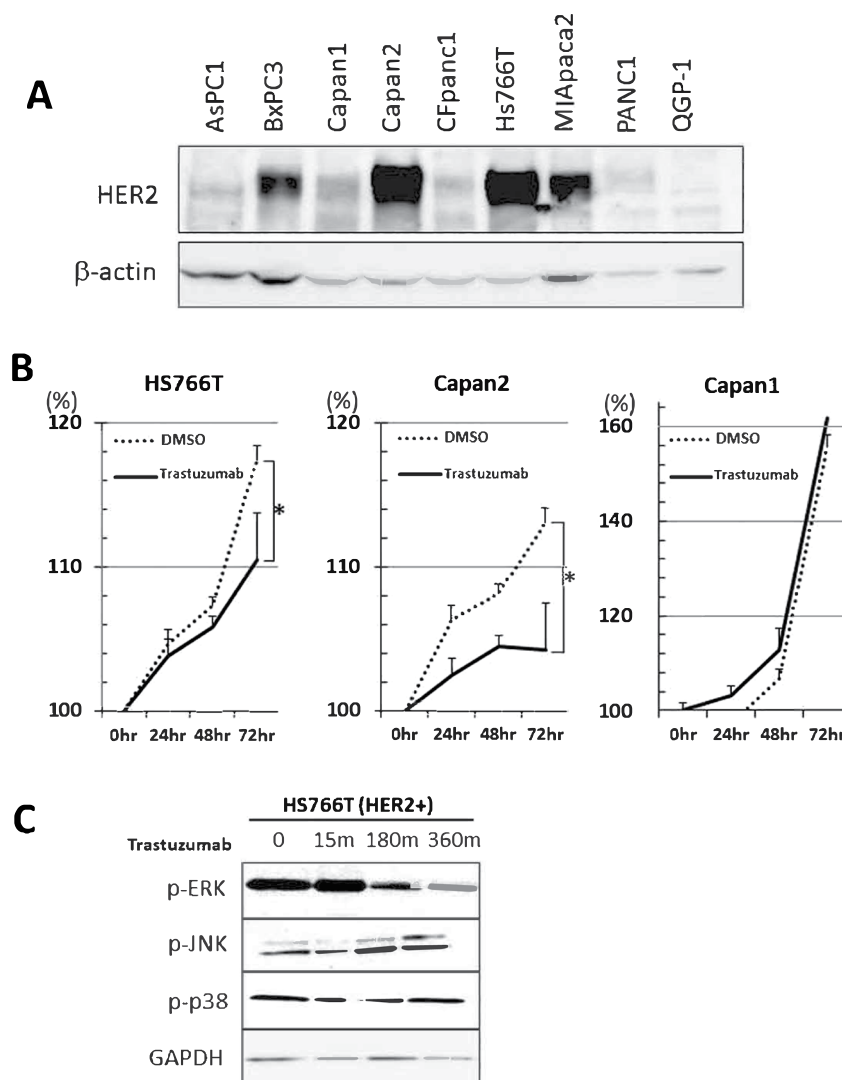 A
AsPC1 BxPC3 Capan1 Capan2 CFpanc1 Hs766T MIApaca2 PANC1 QGP-1
HER2
β-actin
B
HS766T Capan2 Capan1
(%) (%) (%)
120 120 160
DMSO DMSO DMSO
Trastuzumab Trastuzumab Trastuzumab
* *
140
110 110
120
100 100 100
0hr 24hr 48hr 72hr 0hr 24hr 48hr 72hr 0hr 24hr 48hr 72hr
C
HS766T (HER2+)
Trastuzumab 0 15m 180m 360m
p-ERK
p-JNK
p-p38
GAPDH